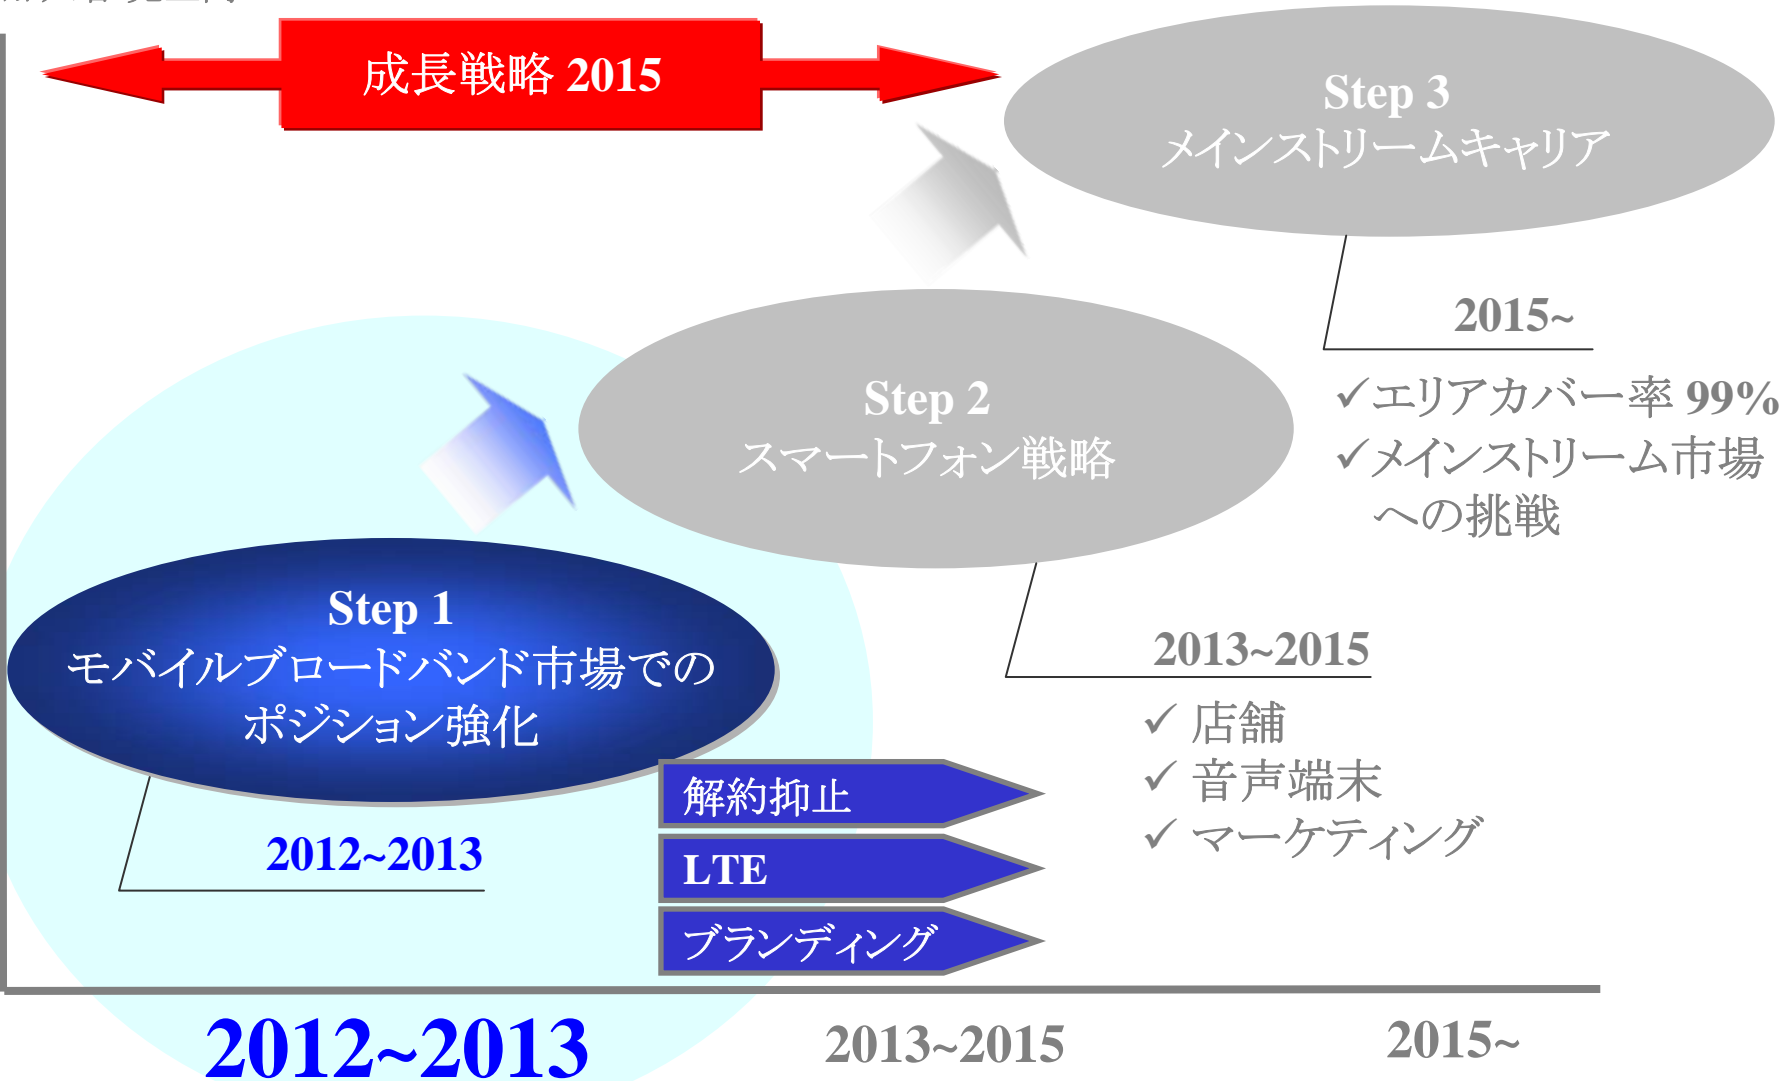 成長戦略 2015
Step 3
メインストリームキャリア
2015~
✓エリアカバー率 99%
✓メインストリーム市場
への挑戦
Step 2
スマートフォン戦略
2013~2015
✓ 店舗
✓ 音声端末
✓ マーケティング
Step 1
モバイルブロードバンド市場での
ポジション強化
2012~2013
解約抑止
LTE
ブランディング
2012~2013
2013~2015
2015~